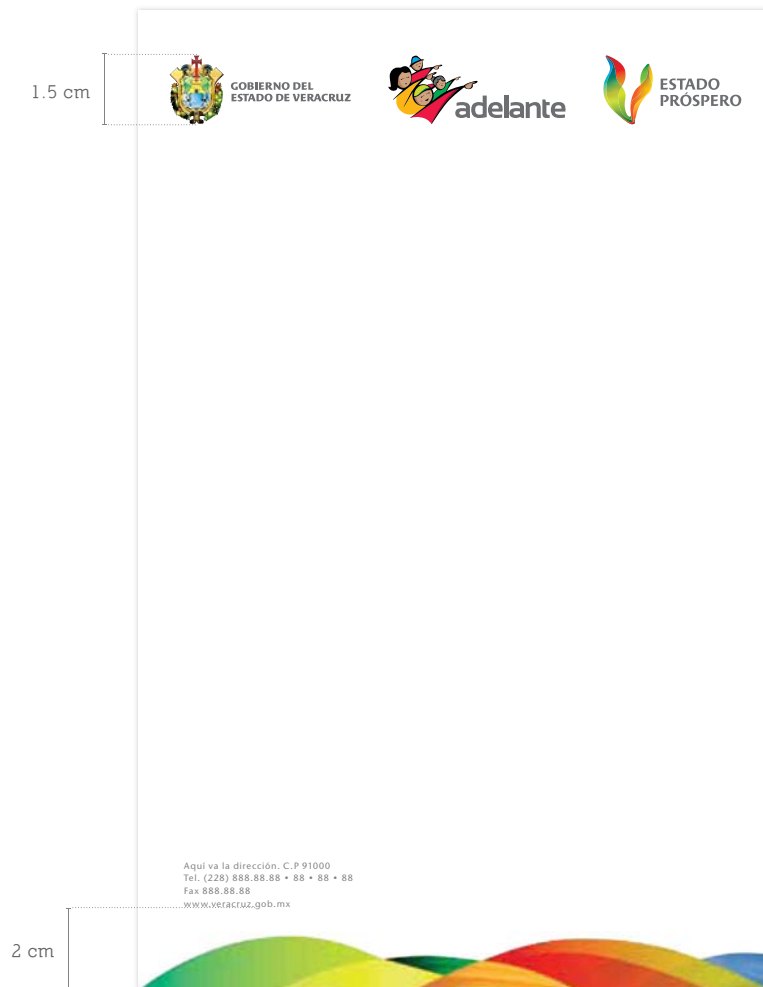 1.5 cm
GOBIERNO DEL
ESTADO DE VERACRUZ
adelante
ESTADO
PRÓSPERO
Aquí va la dirección. C.P 91000
Tel. (228) 888.88.88 • 88 • 88 • 88
Fax 888.88.88
www.veracruz.gob.mx
2 cm